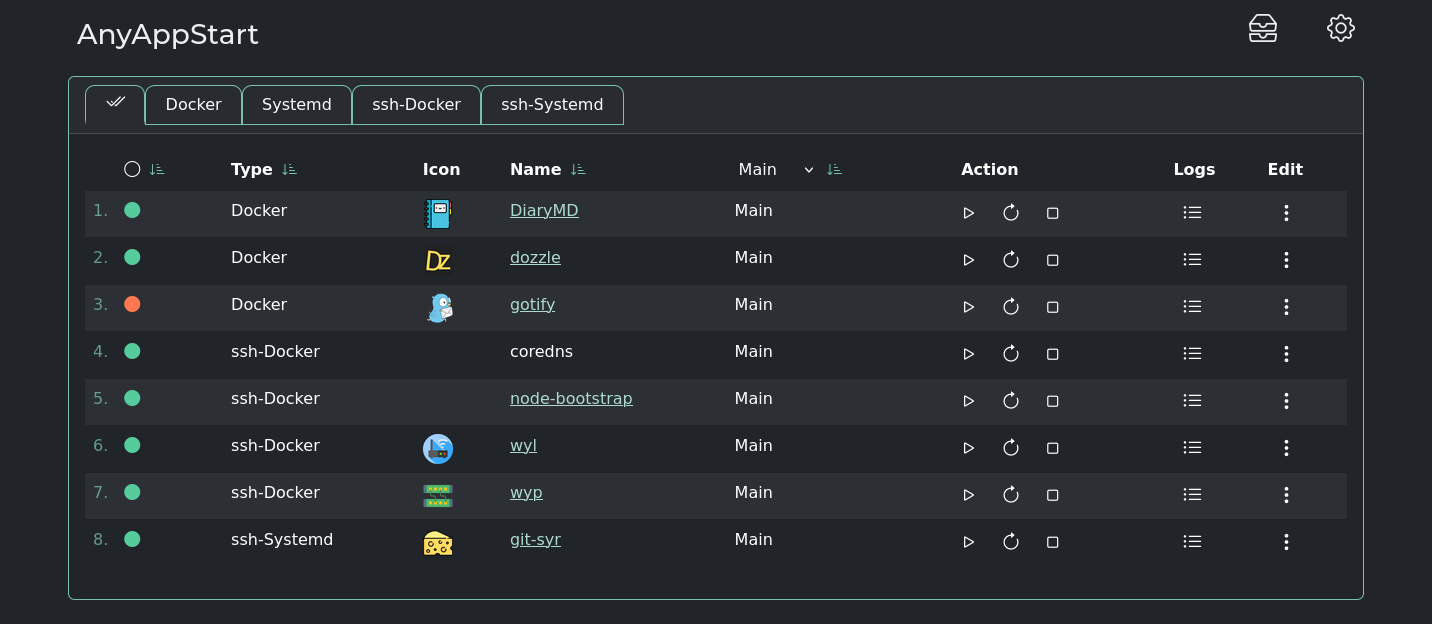 AnyAppStart
Docker Systemd ssh-Docker ssh-Systemd
Type Icon Name Main Action Logs Edit
1. Docker DiaryMD Main
2. Docker DZ dozzle Main
3. Docker gotify Main
4. ssh-Docker coredns Main
5. ssh-Docker node-bootstrap Main
6. ssh-Docker wyl Main
7. ssh-Docker wyp Main
8. ssh-Systemd git-syr Main